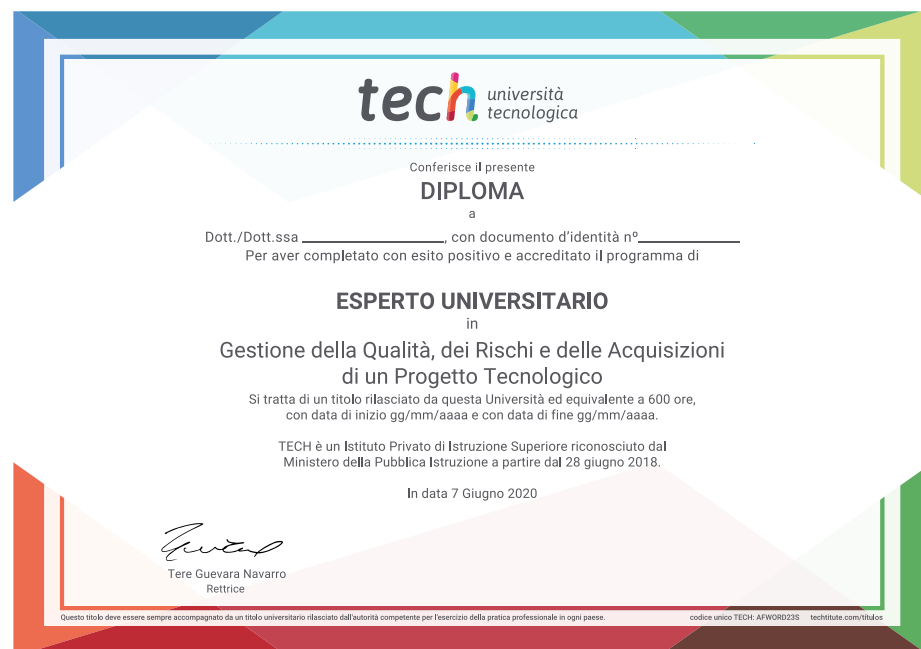 tech università
tecnologica
Conferisce il presente
DIPLOMA
a
Dott./Dott.ssa ____________________, con documento d'identità nº______________
Per aver completato con esito positivo e accreditato il programma di
ESPERTO UNIVERSITARIO
in
Gestione della Qualità, dei Rischi e delle Acquisizioni
di un Progetto Tecnologico
Si tratta di un titolo rilasciato da questa Università ed equivalente a 600 ore,
con data di inizio gg/mm/aaaa e con data di fine gg/mm/aaaa.
TECH è un Istituto Privato di Istruzione Superiore riconosciuto dal
Ministero della Pubblica Istruzione a partire dal 28 giugno 2018.
In data 7 Giugno 2020
Tere Guevara Navarro
Rettrice
Questo titolo deve essere sempre accompagnato da un titolo universitario rilasciato dall'autorità competente per l'esercizio della pratica professionale in ogni paese. codice unico TECH: AFWORD23S techtitute.com/titulos